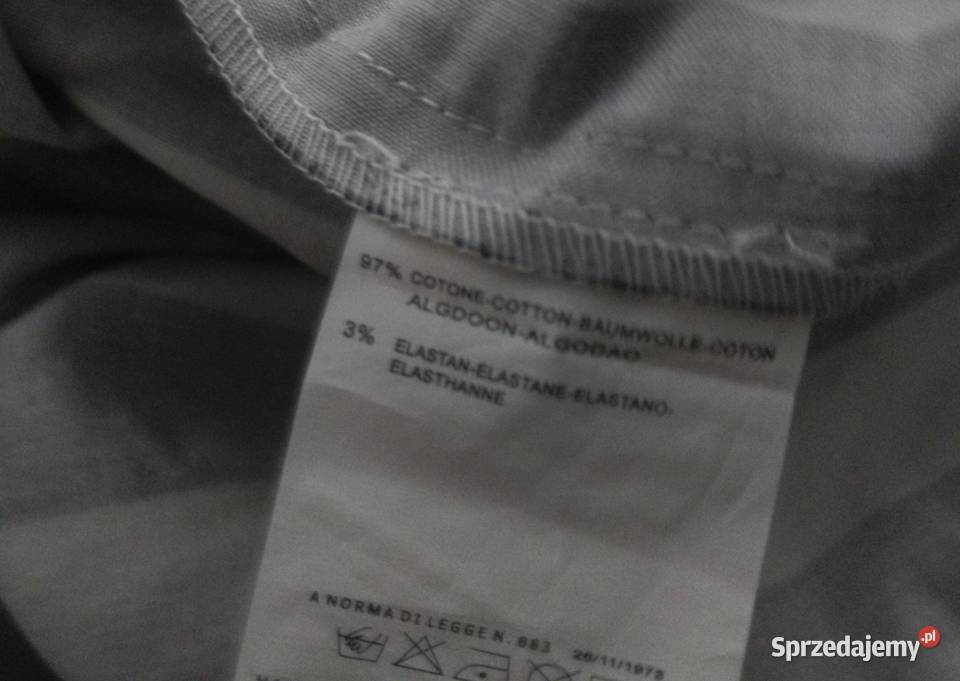 97% COTONE-COTTON-BAUMWOLLE-COTON
ALGDOON-ALGODAO
3% ELASTAN-ELASTANE-ELASTANO-
ELASTHANNE
A NORMA DI LEGGE N. 883 26/11/1973
Sprzedajemy.pl